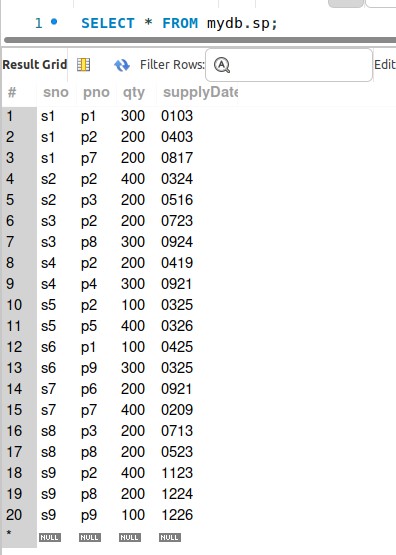 1 SELECT * FROM mydb.sp;
Result Grid Filter Rows: Edit
# sno pno qty supplyDate
1 s1 p1 300 0103
2 s1 p2 200 0403
3 s1 p7 200 0817
4 s2 p2 400 0324
5 s2 p3 200 0516
6 s3 p2 200 0723
7 s3 p8 300 0924
8 s4 p2 200 0419
9 s4 p4 300 0921
10 s5 p2 100 0325
11 s5 p5 400 0326
12 s6 p1 100 0425
13 s6 p9 300 0325
14 s7 p6 200 0921
15 s7 p7 400 0209
16 s8 p3 200 0713
17 s8 p8 200 0523
18 s9 p2 400 1123
19 s9 p8 200 1224
20 s9 p9 100 1226
* NULL NULL NULL NULL